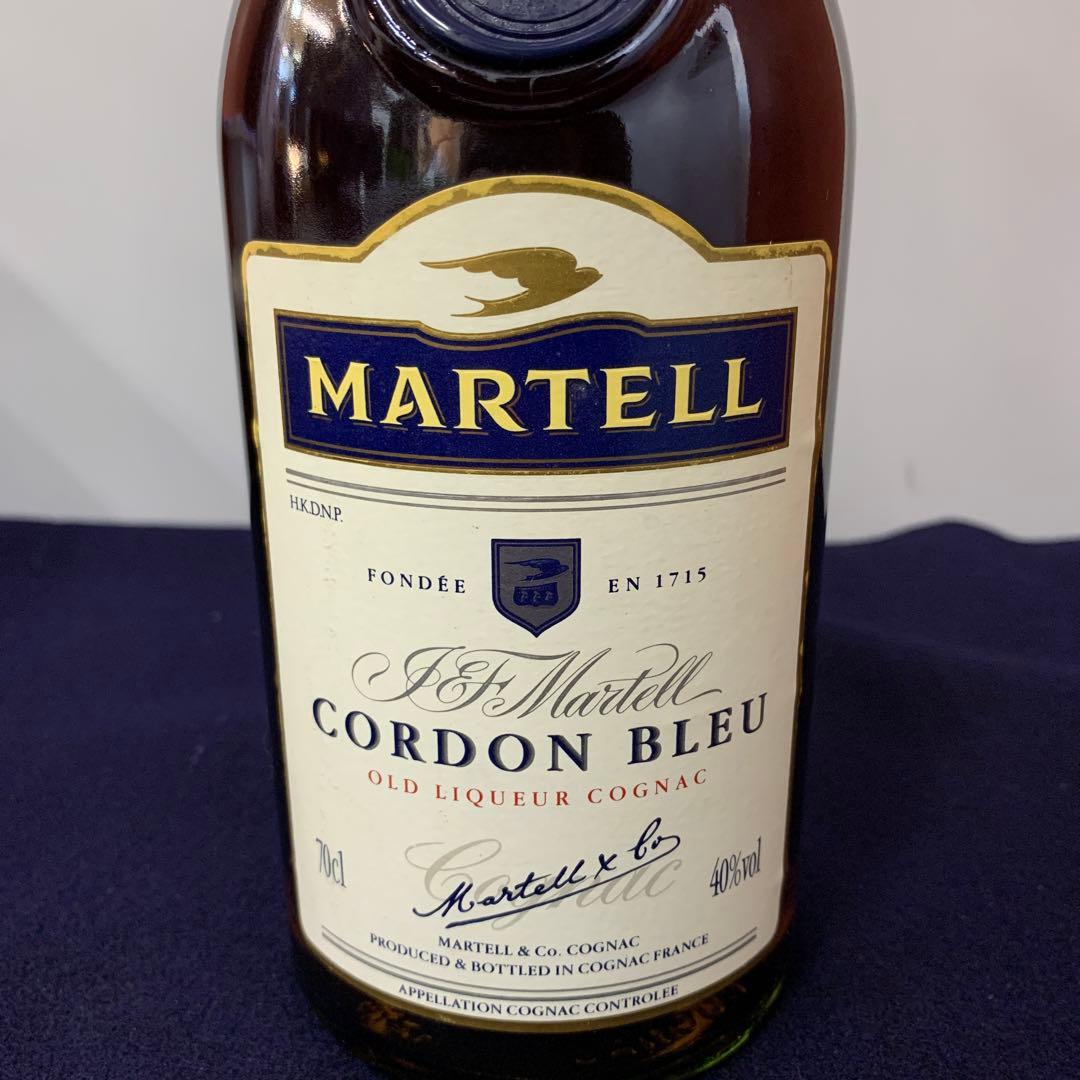 MARTELL
H.K.D.N.P.
FONDÉE EN 1715
J&F Martell
CORDON BLEU
OLD LIQUEUR COGNAC
Cognac
70cl
Martell & Co
40%vol
MARTELL & Co. COGNAC
PRODUCED & BOTTLED IN COGNAC FRANCE
APPELLATION COGNAC CONTROLEE